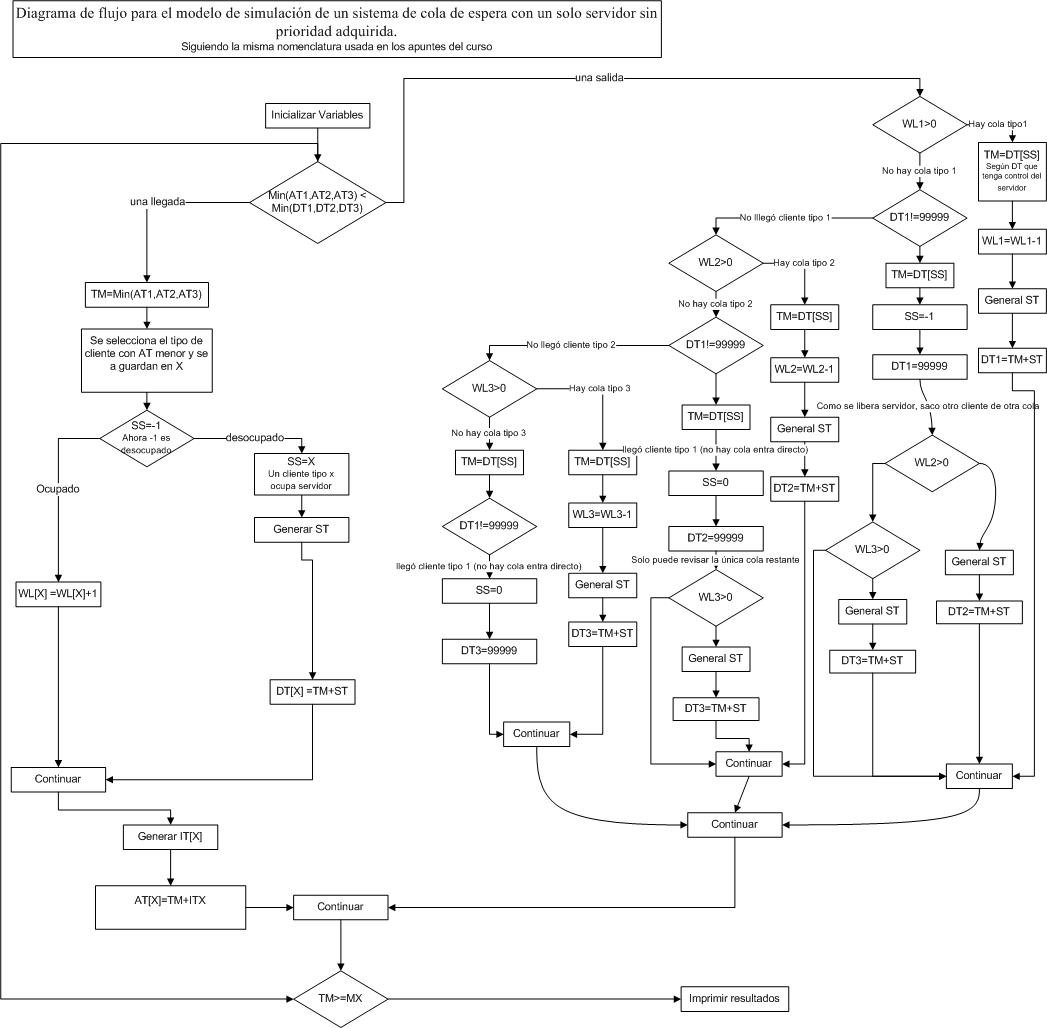 Diagrama de flujo para el modelo de simulación de un sistema de cola de espera con un solo servidor sin
prioridad adquirida.
Siguiendo la misma nomenclatura usada en los apuntes del curso
una salida
Inicializar Variables
Min(AT1,AT2,AT3) <
Min(DT1,DT2,DT3)
una llegada
TM=Min(AT1,AT2,AT3)
Se selecciona el tipo de
cliente con AT menor y se
a guardan en X
SS=-1
Ahora -1 es
desocupado
desocupado
Ocupado
SS=X
Un cliente tipo x
ocupa servidor
Generar ST
WL[X] =WL[X]+1
DT[X] =TM+ST
Continuar
Generar IT[X]
AT[X]=TM+ITX
Continuar
TM>=MX
Imprimir resultados
WL1>0
Hay cola tipo1
TM=DT[SS]
Según DT que
tenga control del
servidor
WL1=WL1-1
General ST
DT1=TM+ST
No hay cola tipo 1
DT1!=99999
TM=DT[SS]
SS=-1
DT1=99999
Como se libera servidor, saco otro cliente de otra cola
WL2>0
WL3>0
General ST
DT2=TM+ST
General ST
DT3=TM+ST
Continuar
No lllegó cliente tipo 1
WL2>0
Hay cola tipo 2
TM=DT[SS]
WL2=WL2-1
General ST
DT2=TM+ST
No hay cola tipo 2
DT1!=99999
TM=DT[SS]
llegó cliente tipo 1 (no hay cola entra directo)
SS=0
DT2=99999
Solo puede revisar la única cola restante
WL3>0
General ST
DT3=TM+ST
Continuar
No llegó cliente tipo 2
WL3>0
Hay cola tipo 3
TM=DT[SS]
WL3=WL3-1
General ST
DT3=TM+ST
No hay cola tipo 3
TM=DT[SS]
DT1!=99999
llegó cliente tipo 1 (no hay cola entra directo)
SS=0
DT3=99999
Continuar
Continuar